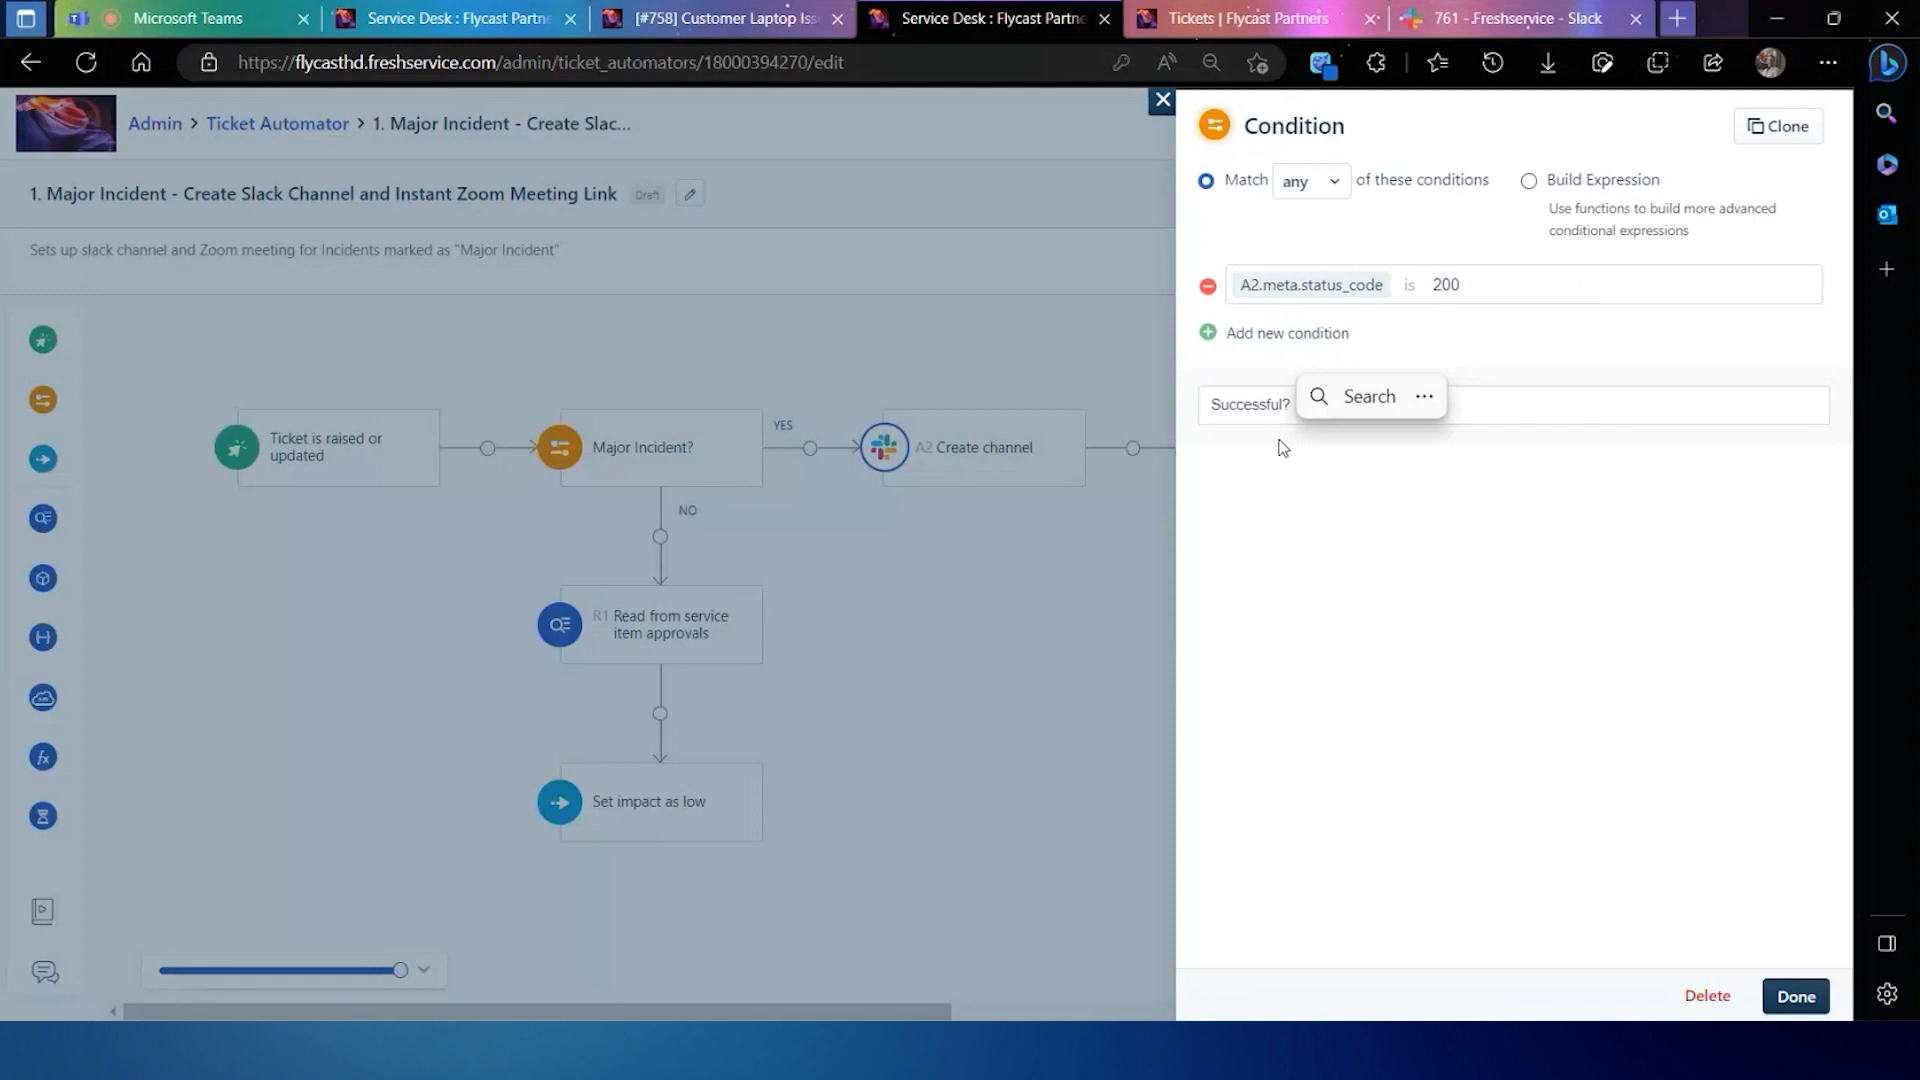 Microsoft Teams
Service Desk : Flycast Partne
[#758] Customer Laptop Iss
Service Desk : Flycast Partne
Tickets | Flycast Partners
761 - Freshservice - Slack
https://flycasthd.freshservice.com/admin/ticket_automators/18000394270/edit
Admin > Ticket Automator > 1. Major Incident - Create Slac...
1. Major Incident - Create Slack Channel and Instant Zoom Meeting Link Draft
Sets up slack channel and Zoom meeting for Incidents marked as "Major Incident"
Ticket is raised or
updated
Major Incident?
YES
A2 Create channel
NO
R1 Read from service
item approvals
Set impact as low
Condition
Clone
Match any of these conditions
Build Expression
Use functions to build more advanced
conditional expressions
A2.meta.status_code is 200
Add new condition
Successful?
Search
Delete
Done